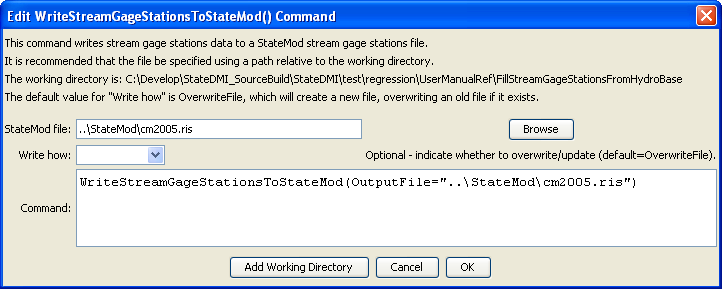 Edit WriteStreamGageStationsToStateMod() Command
This command writes stream gage stations data to a StateMod stream gage stations file.
It is recommended that the file be specified using a path relative to the working directory.
The working directory is: C:\Develop\StateDMI_SourceBuild\StateDMI\test\regression\UserManualRef\FillStreamGageStationsFromHydroBase
The default value for "Write how" is OverwriteFile, which will create a new file, overwriting an old file if it exists.
StateMod file: ..\StateMod\cm2005.ris Browse
Write how: Optional - indicate whether to overwrite/update (default=OverwriteFile).
WriteStreamGageStationsToStateMod(OutputFile="..\StateMod\cm2005.ris")
Command:
Add Working Directory Cancel OK